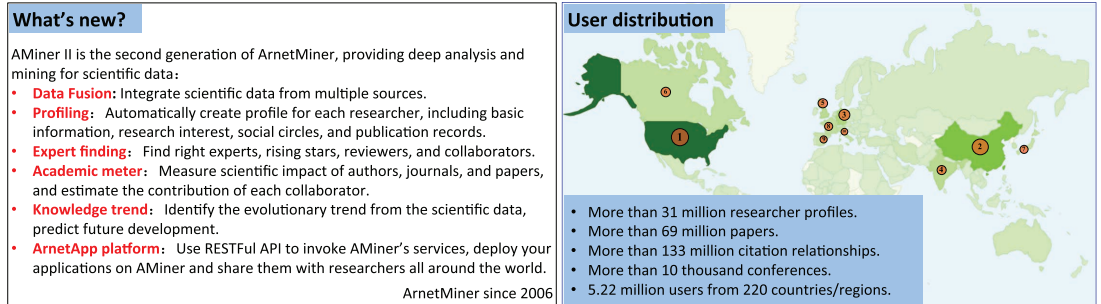 What's new?
AMiner II is the second generation of ArnetMiner, providing deep analysis and
mining for scientific data：
• Data Fusion: Integrate scientific data from multiple sources.
• Profiling：Automatically create profile for each researcher, including basic
information, research interest, social circles, and publication records.
• Expert finding：Find right experts, rising stars, reviewers, and collaborators.
• Academic meter：Measure scientific impact of authors, journals, and papers,
and estimate the contribution of each collaborator.
• Knowledge trend：Identify the evolutionary trend from the scientific data,
predict future development.
• ArnetApp platform：Use RESTFul API to invoke AMiner's services, deploy your
applications on AMiner and share them with researchers all around the world.
ArnetMiner since 2006
User distribution
6
5
3
8
9
1
2
7
4
• More than 31 million researcher profiles.
• More than 69 million papers.
• More than 133 million citation relationships.
• More than 10 thousand conferences.
• 5.22 million users from 220 countries/regions.